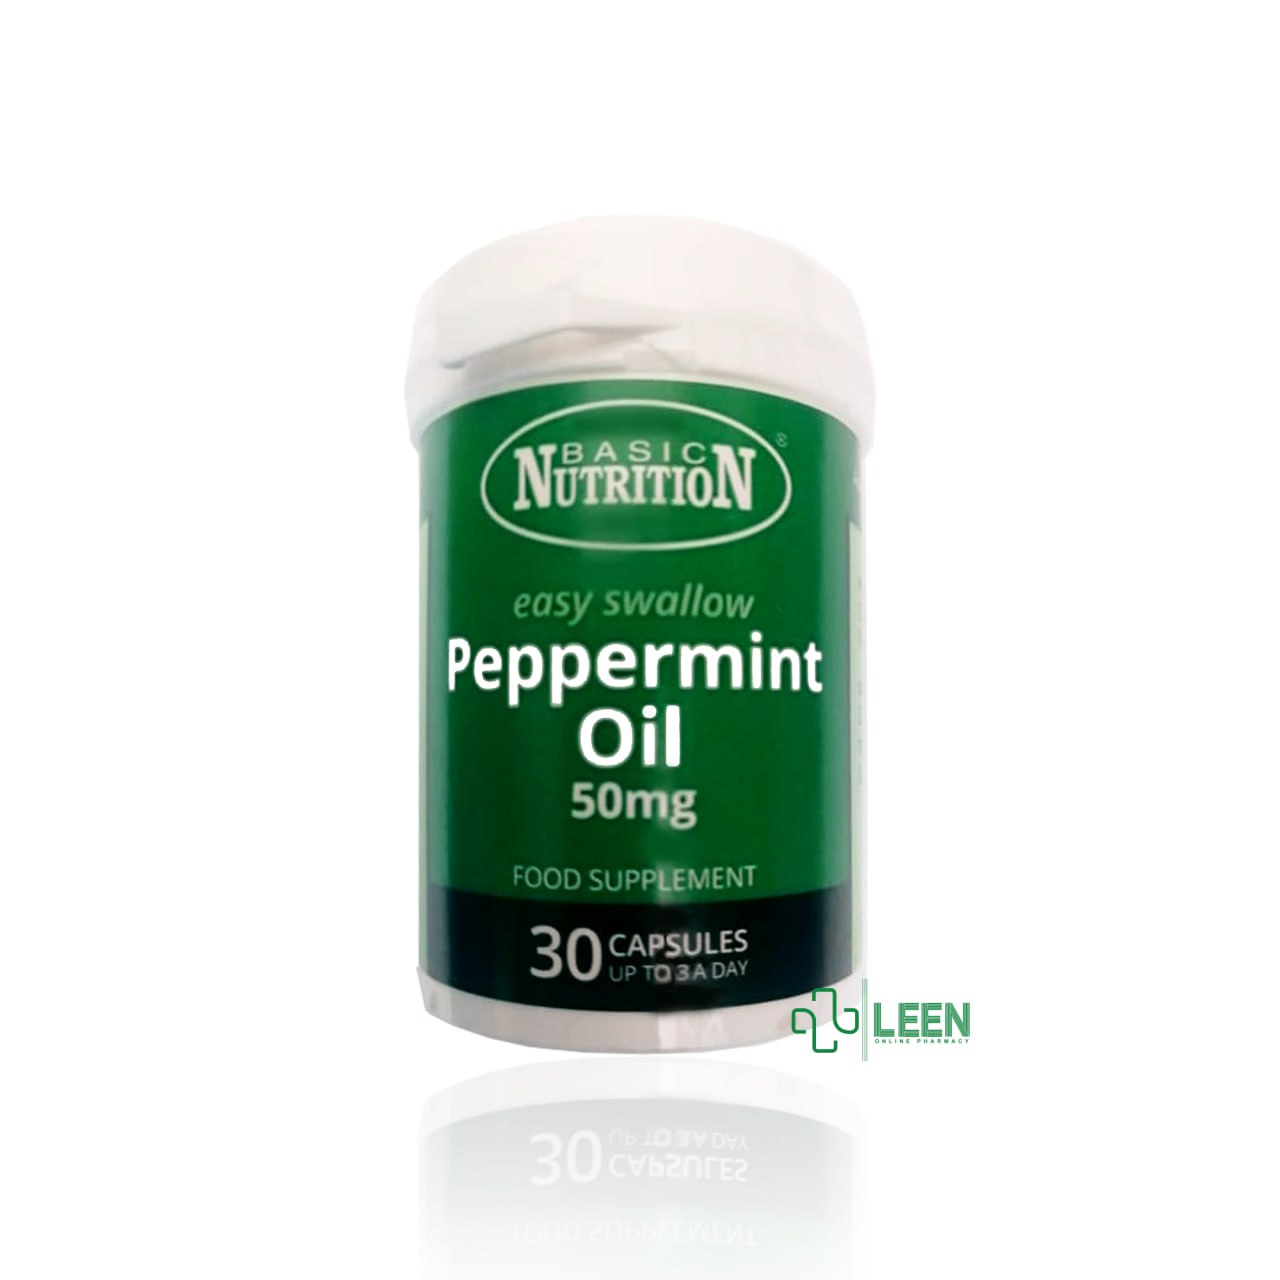 BASIC
NUTRITION
®
easy swallow
Peppermint
Oil
50mg
FOOD SUPPLEMENT
30 CAPSULES
UP TO 3 A DAY
LEEN
ONLINE PHARMACY